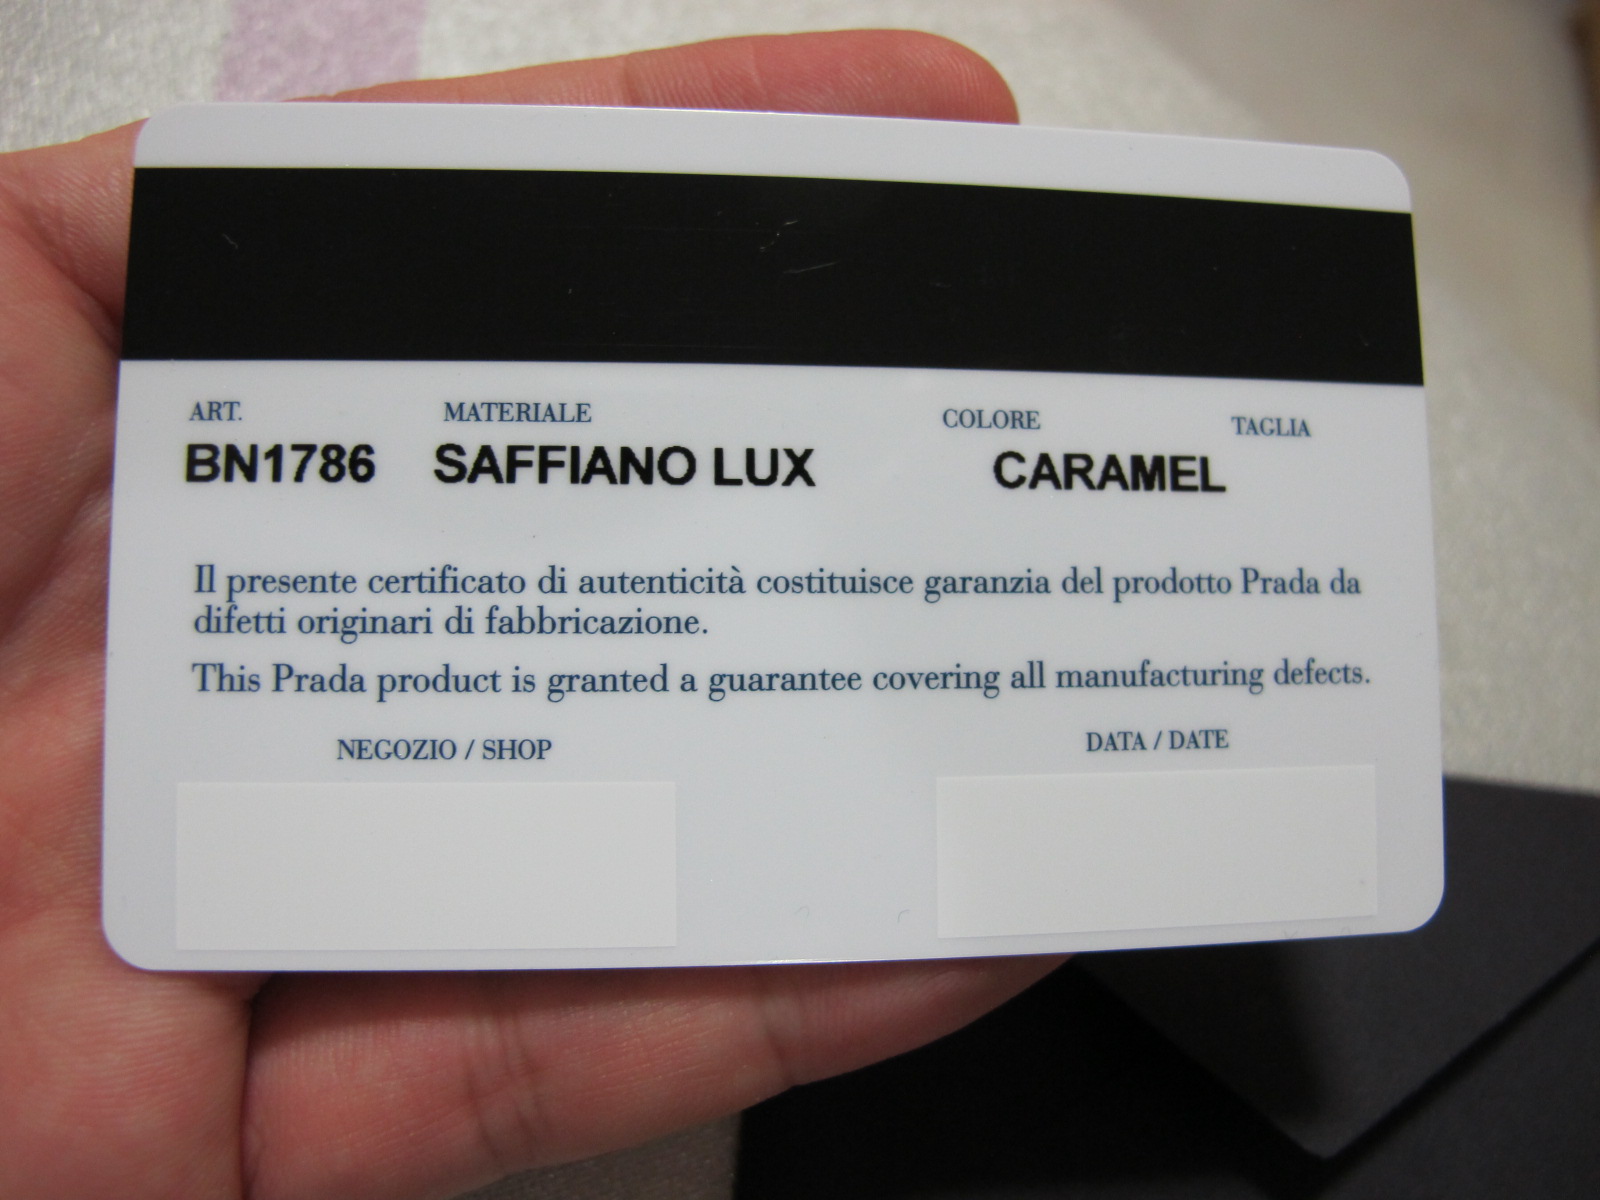 ART. MATERIALE COLORE TAGLIA
BN1786 SAFFIANO LUX CARAMEL
Il presente certificato di autenticità costituisce garanzia del prodotto Prada da
difetti originari di fabbricazione.
This Prada product is granted a guarantee covering all manufacturing defects.
NEGOZIO / SHOP DATA / DATE